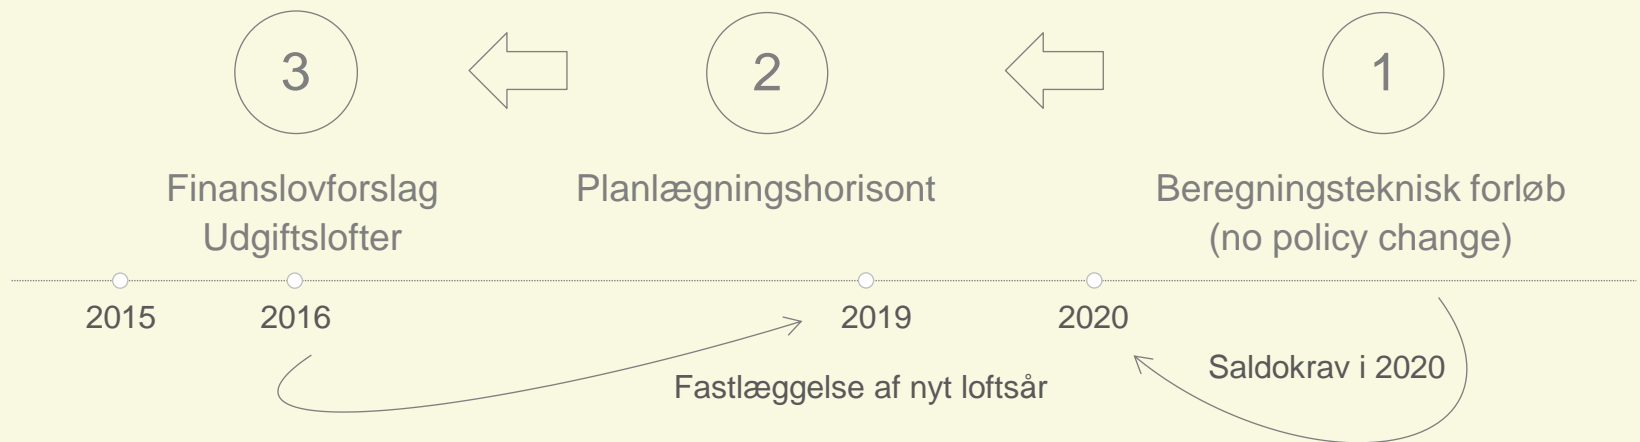 3
2
1
Finanslovforslag
Udgiftslofter
Planlægningshorisont
Beregningsteknisk forløb
(no policy change)
2015
2016
2019
2020
Fastlæggelse af nyt loftsår
Saldokrav i 2020